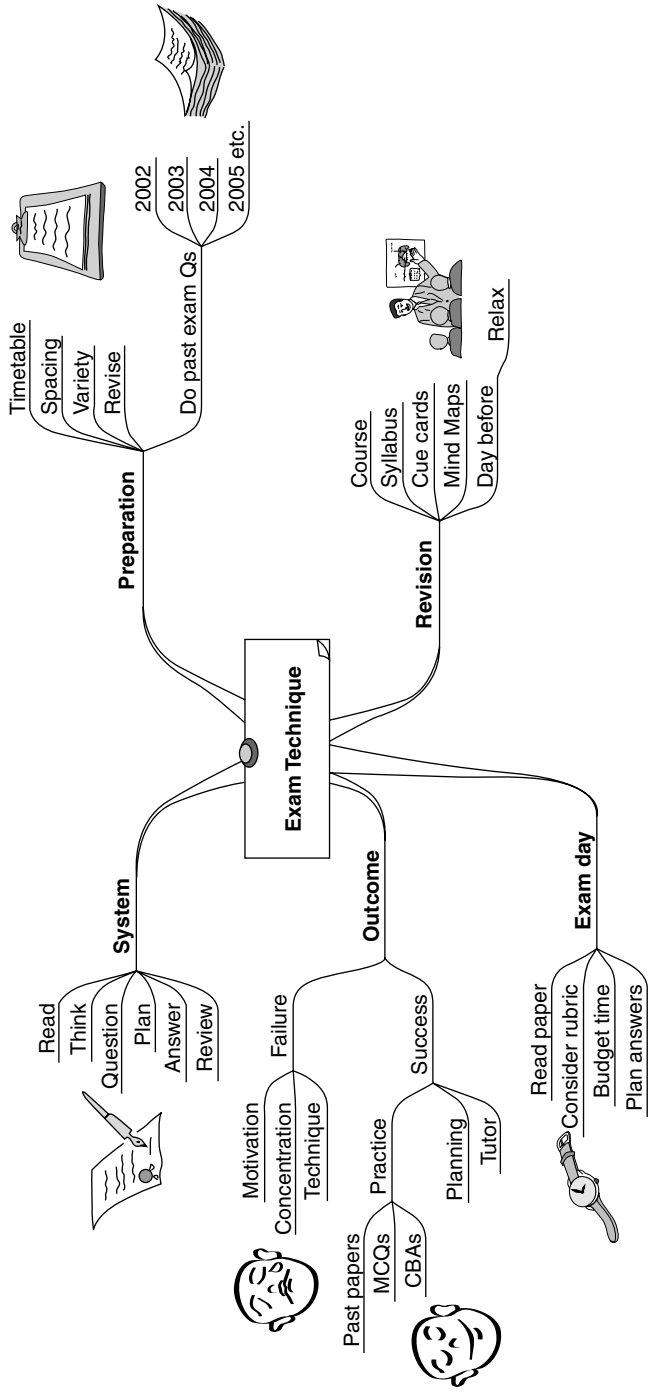 Exam Technique
Preparation
Timetable
Spacing
Variety
Revise
Do past exam Qs
2002
2003
2004
2005 etc.
Revision
Course
Syllabus
Cue cards
Mind Maps
Day before
Relax
Exam day
Read paper
Consider rubric
Budget time
Plan answers
Outcome
Failure
Motivation
Concentration
Technique
Success
Practice
Past papers
MCQs
CBAs
Planning
Tutor
System
Read
Think
Question
Plan
Answer
Review